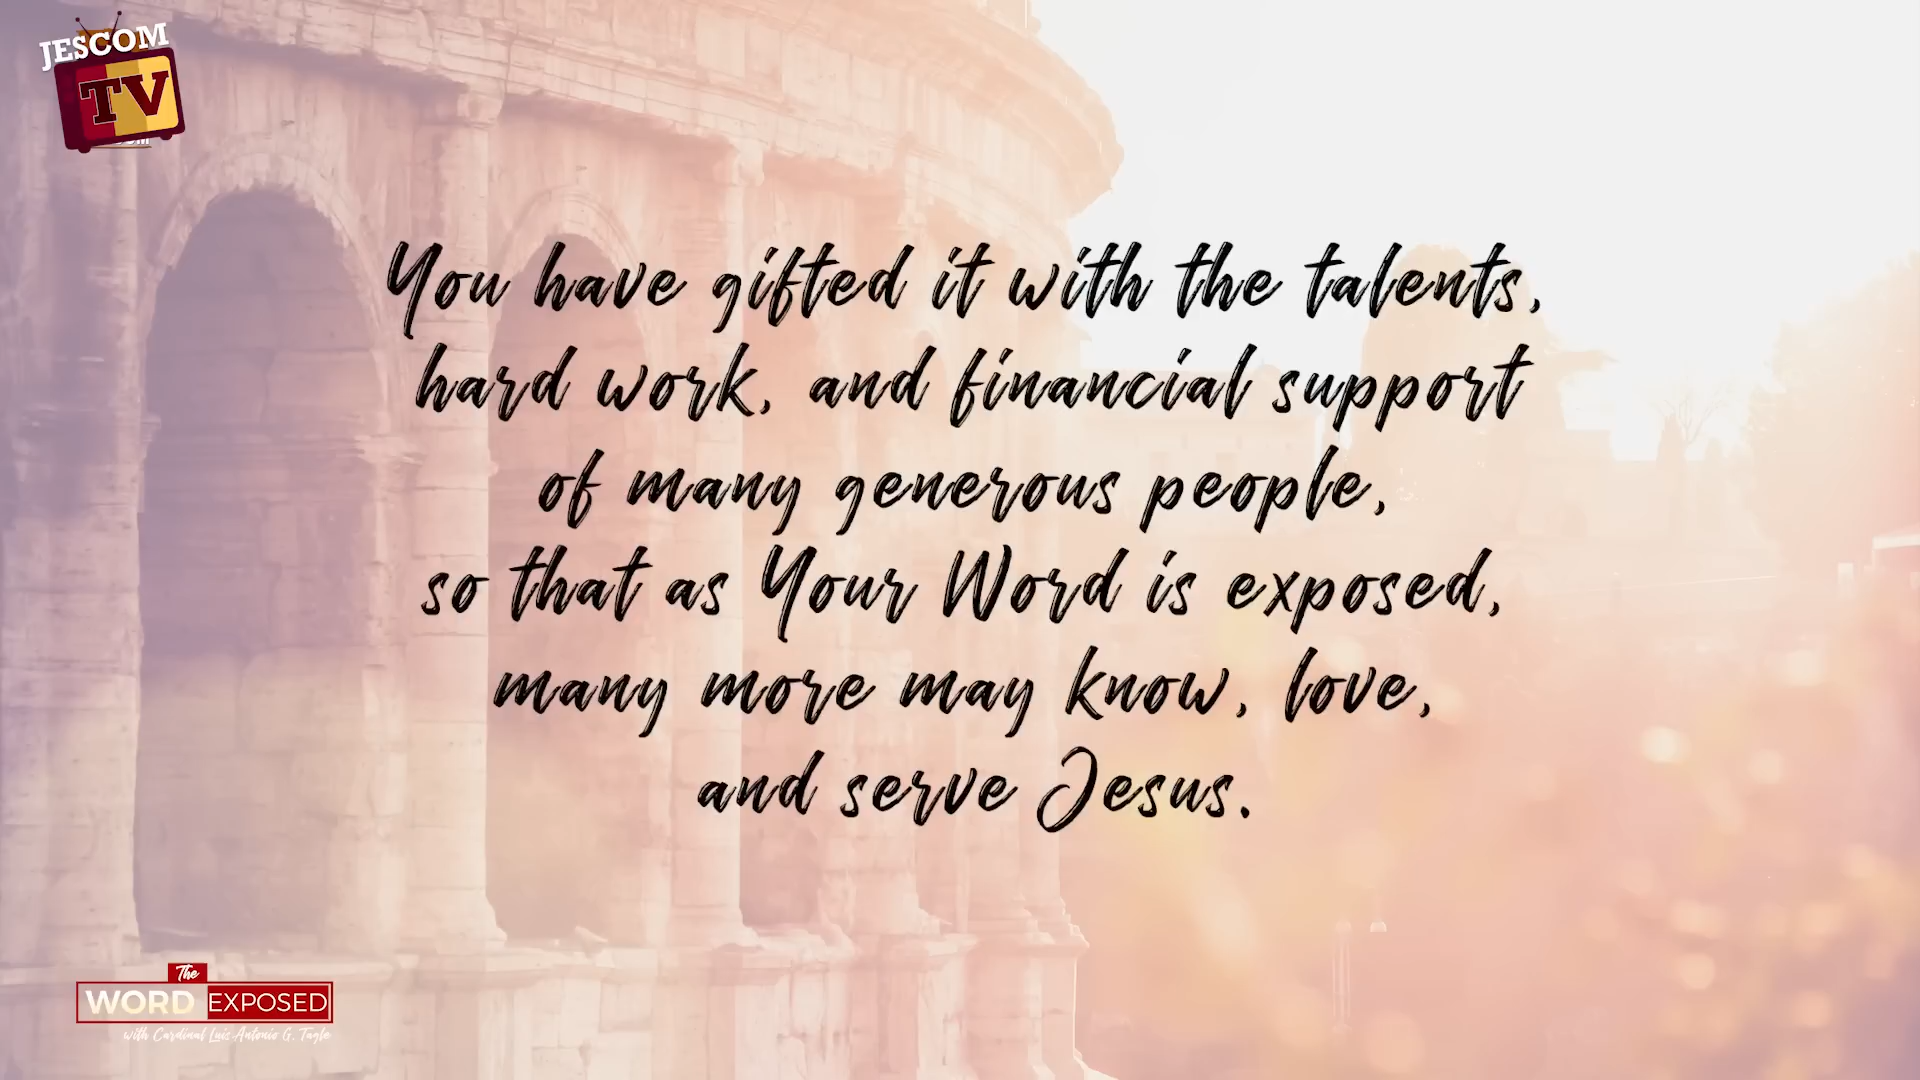 JESCOM
TV
You have gifted it with the talents,
hard work, and financial support
of many generous people,
so that as Your Word is exposed,
many more may know, love,
and serve Jesus.
The
WORD EXPOSED
with Cardinal Luis Antonio G. Tagle